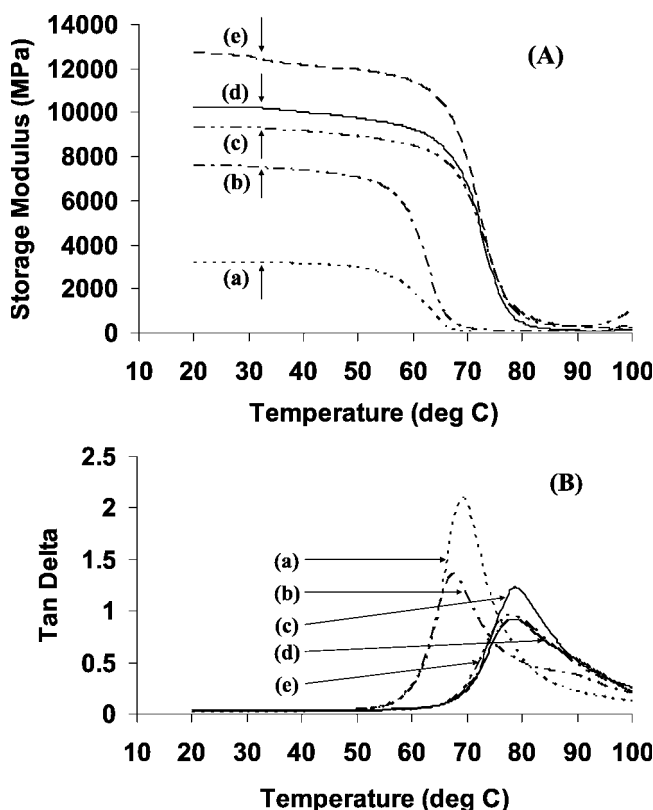 (A)
Storage Modulus (MPa)
14000
12000
10000
8000
6000
4000
2000
0
(e)
(d)
(c)
(b)
(a)
10 20 30 40 50 60 70 80 90 100
Temperature (deg C)
(B)
Tan Delta
2.5
2
1.5
1
0.5
0
(a)
(b)
(c)
(d)
(e)
10 20 30 40 50 60 70 80 90 100
Temperature (deg C)